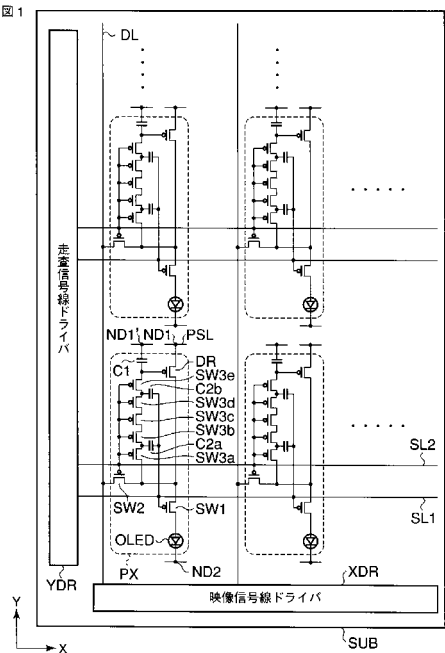 図1
DL
走査信号線ドライバ
ND1' ND1 PSL
C1
DR
SW3e
C2b
SW3d
SW3c
SW3b
C2a
SW3a
SL2
SW2
SW1
SL1
OLED
YDR
PX
ND2
XDR
映像信号線ドライバ
Y
X
SUB